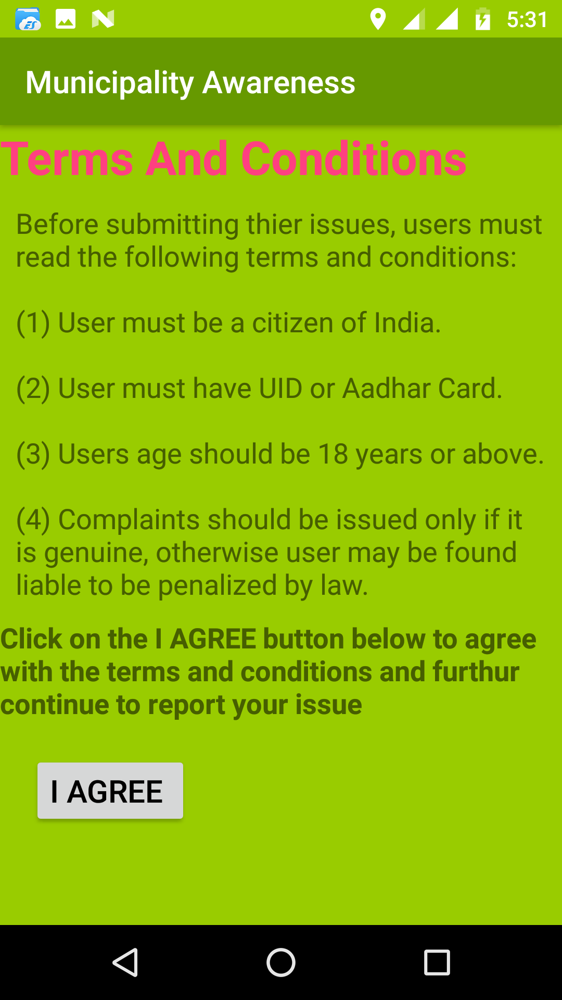 ES
5:31
Municipality Awareness
Terms And Conditions
Before submitting thier issues, users must
read the following terms and conditions:
(1) User must be a citizen of India.
(2) User must have UID or Aadhar Card.
(3) Users age should be 18 years or above.
(4) Complaints should be issued only if it
is genuine, otherwise user may be found
liable to be penalized by law.
Click on the I AGREE button below to agree
with the terms and conditions and furthur
continue to report your issue
I AGREE